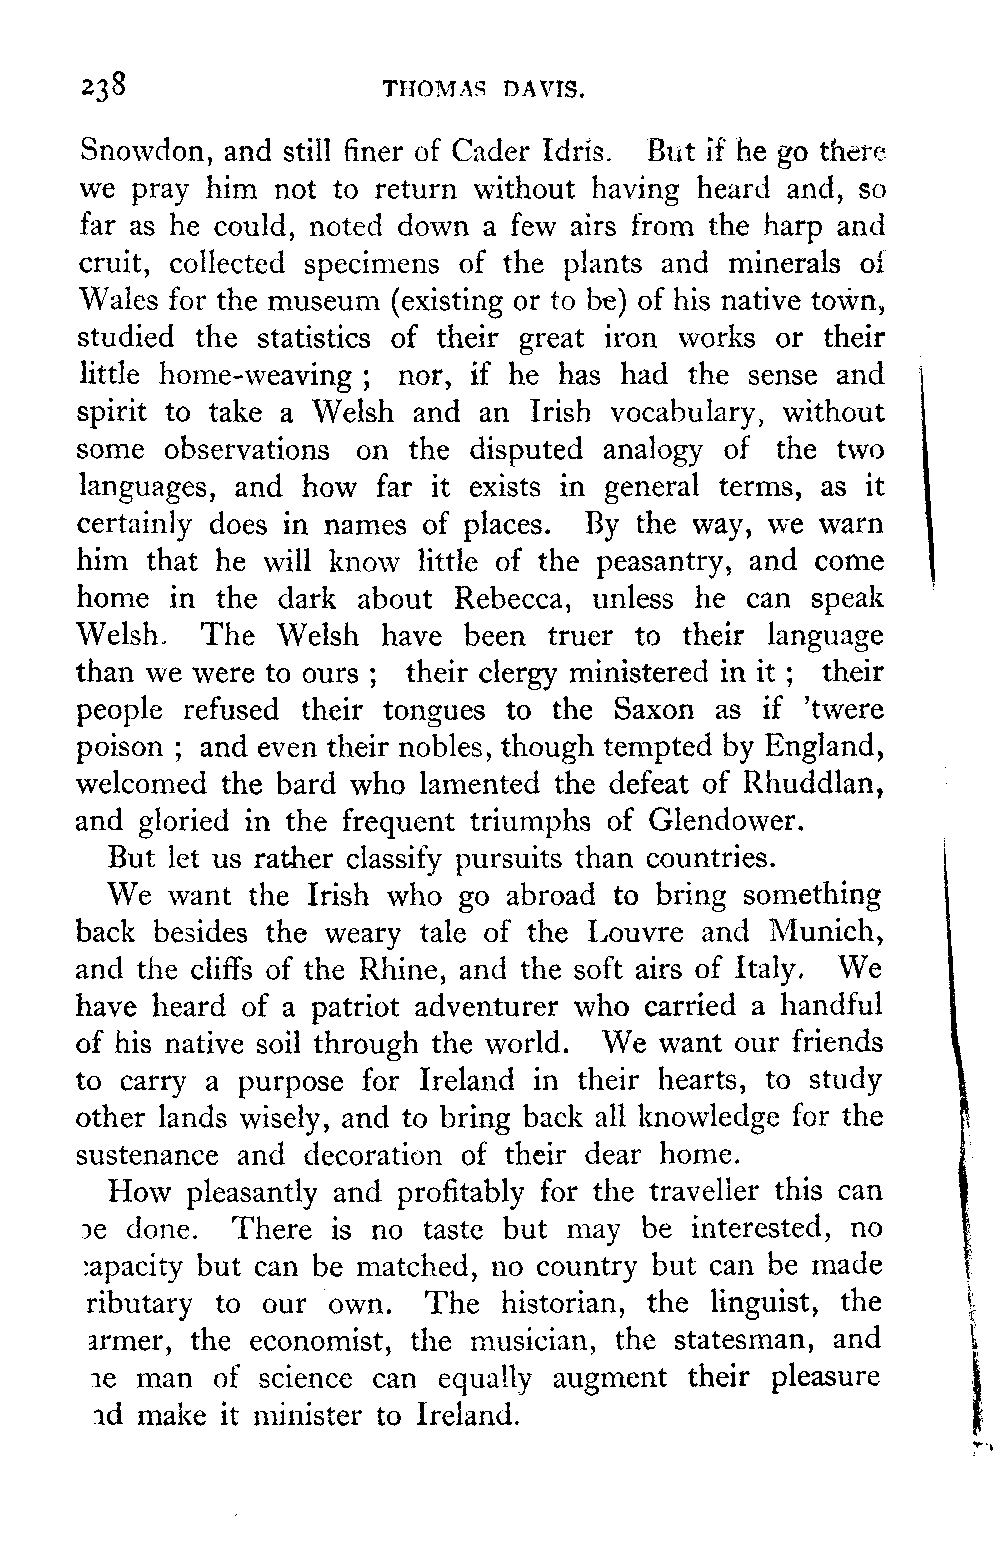 238 THOMAS DAVIS.
Snowdon, and still finer of Cader Idris. But if he go there
we pray him not to return without having heard and, so
far as he could, noted down a few airs from the harp and
cruit, collected specimens of the plants and minerals of
Wales for the museum (existing or to be) of his native town,
studied the statistics of their great iron works or their
little home-weaving ; nor, if he has had the sense and
spirit to take a Welsh and an Irish vocabulary, without
some observations on the disputed analogy of the two
languages, and how far it exists in general terms, as it
certainly does in names of places. By the way, we warn
him that he will know little of the peasantry, and come
home in the dark about Rebecca, unless he can speak
Welsh. The Welsh have been truer to their language
than we were to ours ; their clergy ministered in it ; their
people refused their tongues to the Saxon as if 'twere
poison ; and even their nobles, though tempted by England,
welcomed the bard who lamented the defeat of Rhuddlan,
and gloried in the frequent triumphs of Glendower.
But let us rather classify pursuits than countries.
We want the Irish who go abroad to bring something
back besides the weary tale of the Louvre and Munich,
and the cliffs of the Rhine, and the soft airs of Italy. We
have heard of a patriot adventurer who carried a handful
of his native soil through the world. We want our friends
to carry a purpose for Ireland in their hearts, to study
other lands wisely, and to bring back all knowledge for the
sustenance and decoration of their dear home.
How pleasantly and profitably for the traveller this can
be done. There is no taste but may be interested, no
capacity but can be matched, no country but can be made
ributary to our own. The historian, the linguist, the
armer, the economist, the musician, the statesman, and
he man of science can equally augment their pleasure
nd make it minister to Ireland.